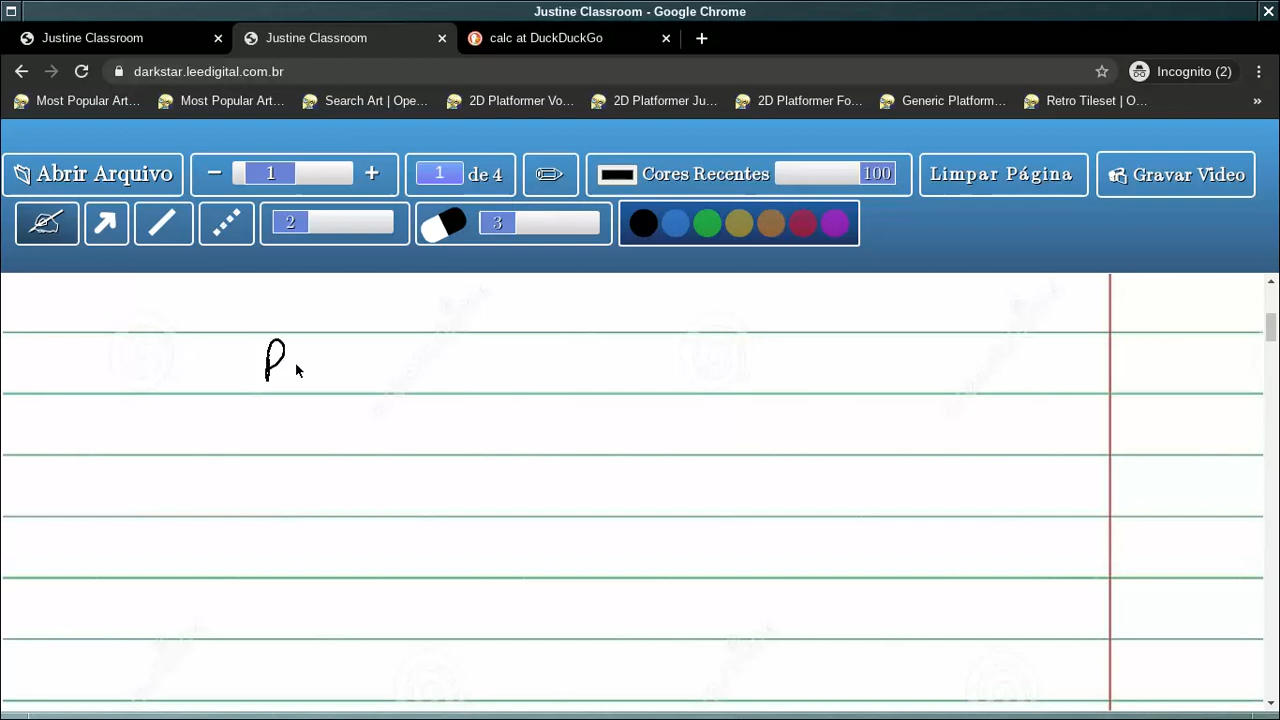 Justine Classroom - Google Chrome
Justine Classroom
Justine Classroom
calc at DuckDuckGo
darkstar.leedigital.com.br
Incognito (2)
Most Popular Art...
Most Popular Art...
Search Art | Ope...
2D Platformer Vo...
2D Platformer Ju...
2D Platformer Fo...
Generic Platform...
Retro Tileset | O...
»
Abrir Arquivo
− 1 +
1 de 4
Cores Recentes 100
Limpar Página
Gravar Video
2
3
P